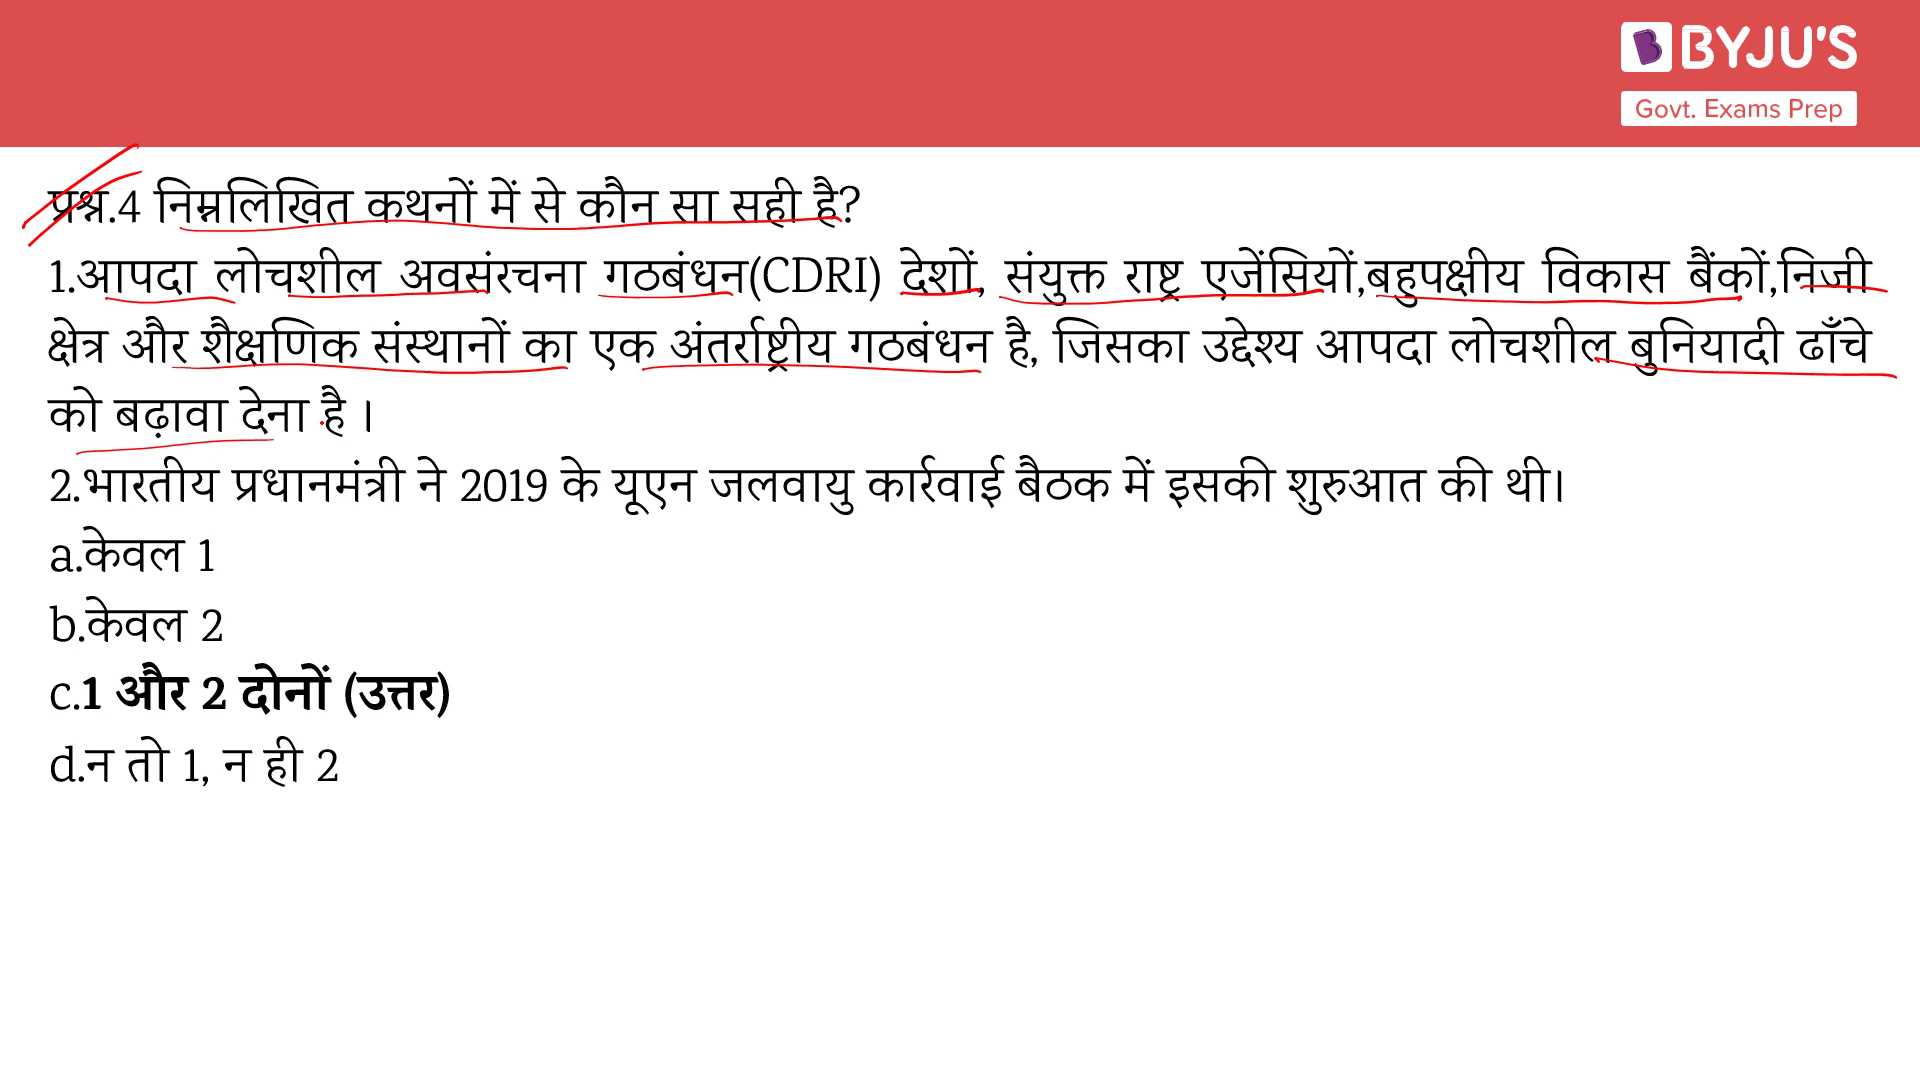 BYJU'S
Govt. Exams Prep
प्रश्न.4 निम्नलिखित कथनों में से कौन सा सही है?
1.आपदा लोचशील अवसंरचना गठबंधन(CDRI) देशों, संयुक्त राष्ट्र एजेंसियों,बहुपक्षीय विकास बैंकों,निजी
क्षेत्र और शैक्षणिक संस्थानों का एक अंतर्राष्ट्रीय गठबंधन है, जिसका उद्देश्य आपदा लोचशील बुनियादी ढाँचे
को बढ़ावा देना है ।
2.भारतीय प्रधानमंत्री ने 2019 के यूएन जलवायु कार्रवाई बैठक में इसकी शुरुआत की थी।
a.केवल 1
b.केवल 2
c.1 और 2 दोनों (उत्तर)
d.न तो 1, न ही 2